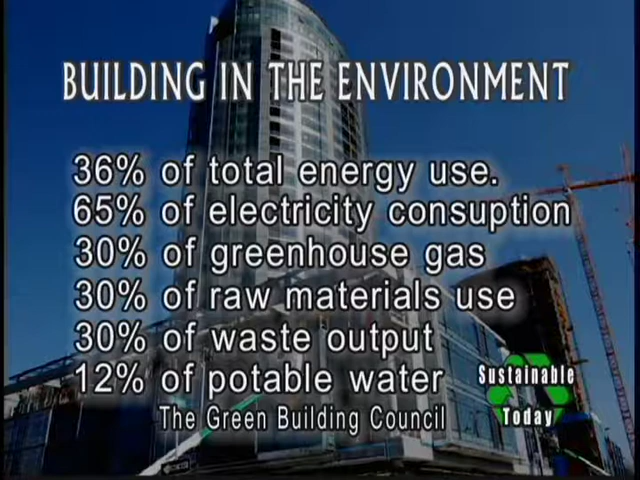 BUILDING IN THE ENVIRONMENT
36% of total energy use.
65% of electricity consuption
30% of greenhouse gas
30% of raw materials use
30% of waste output
12% of potable water
The Green Building Council
Sustainable
Today